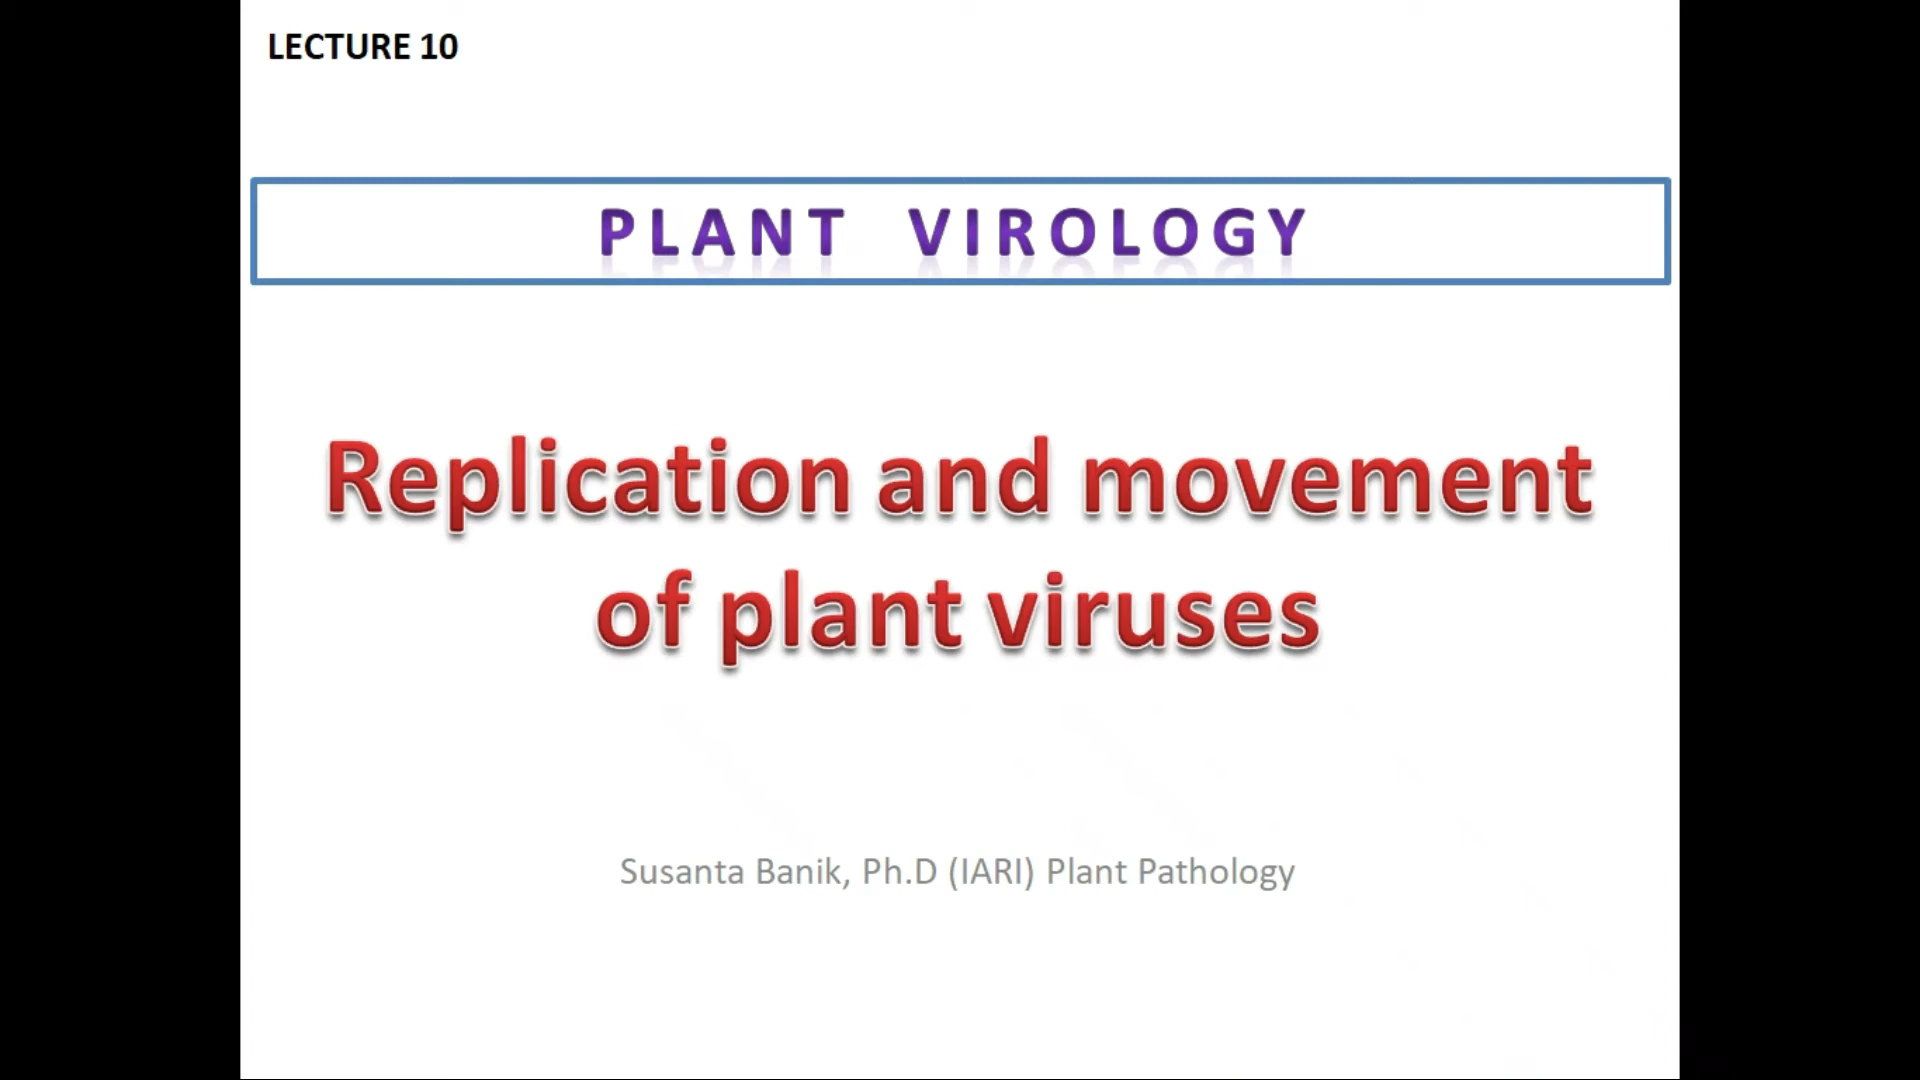 LECTURE 10
PLANT VIROLOGY
Replication and movement
of plant viruses
Susanta Banik, Ph.D (IARI) Plant Pathology